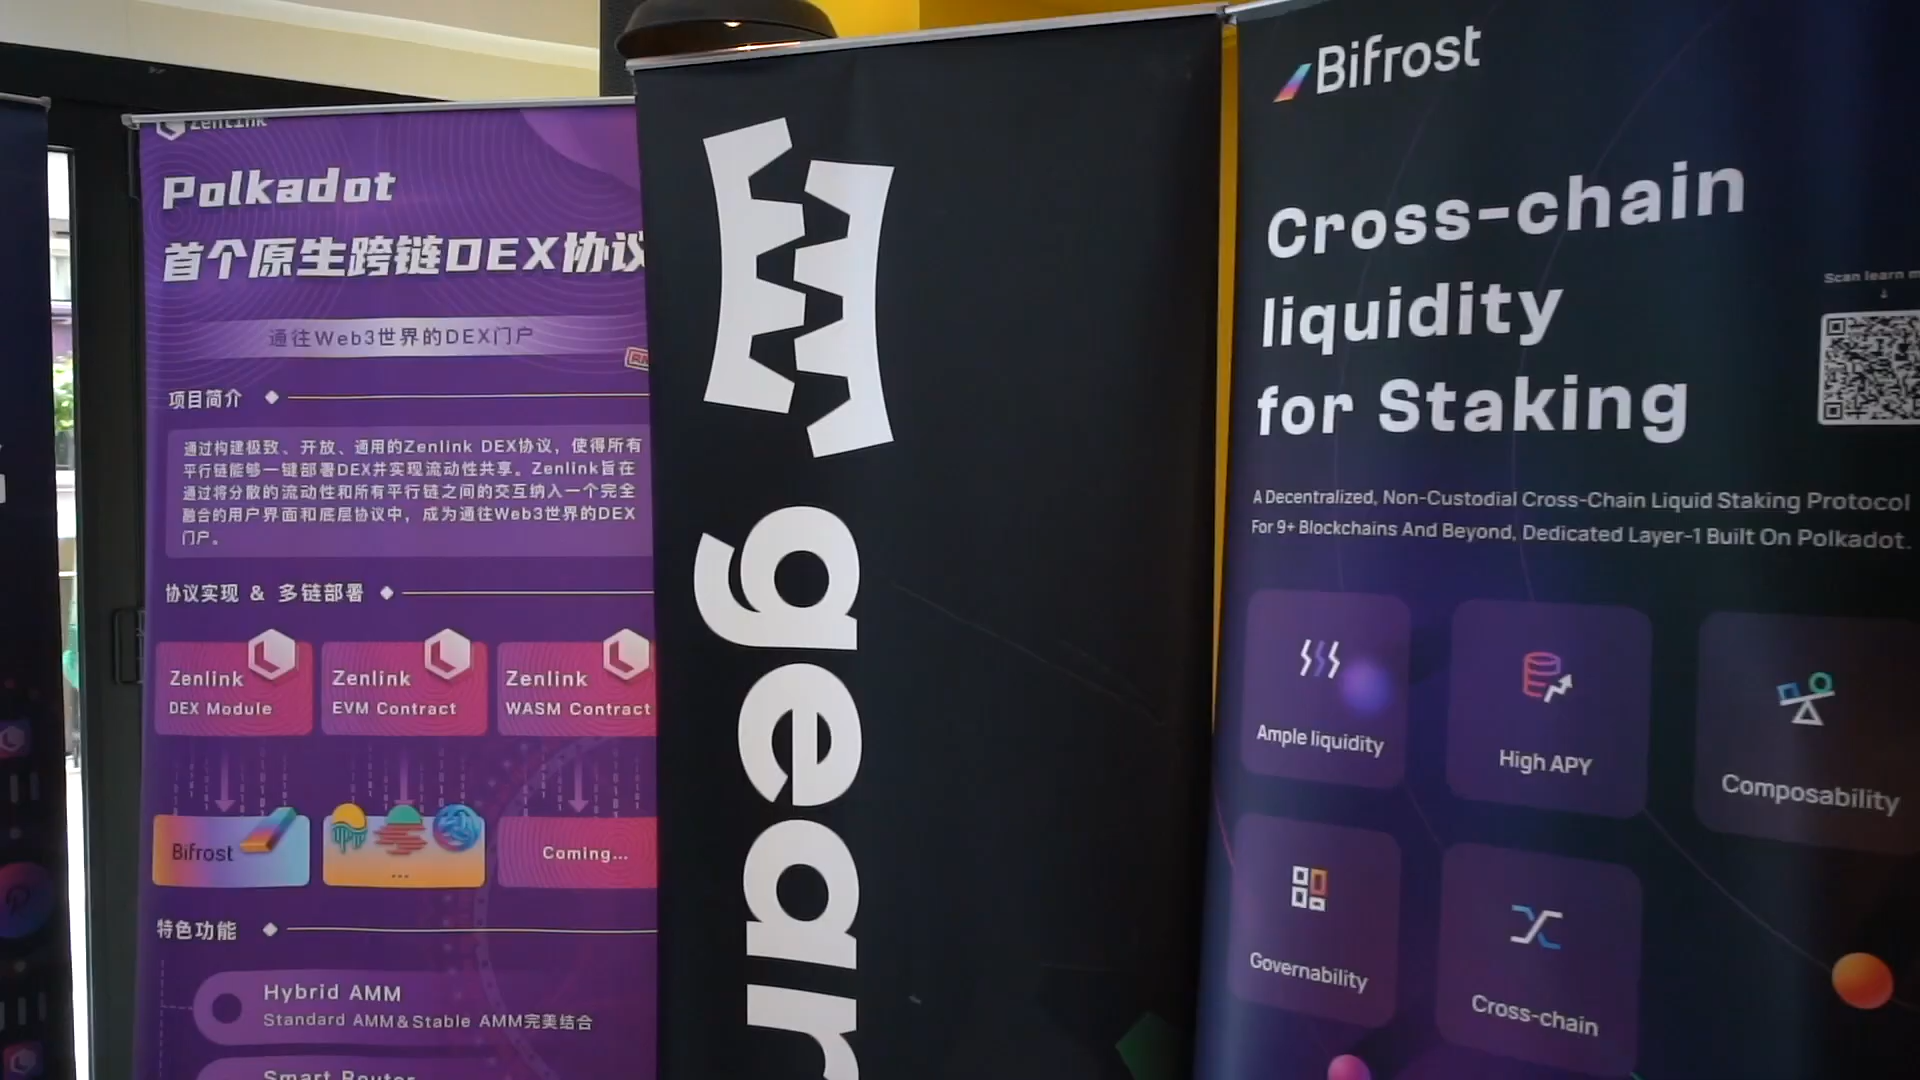 Zenlink
Polkadot
首个原生跨链DEX协议
通往Web3世界的DEX门户
项目简介
通过构建极致、开放、通用的Zenlink DEX协议，使得所有
平行链能够一键部署DEX并实现流动性共享。Zenlink旨在
通过将分散的流动性和所有平行链之间的交互纳入一个完全
融合的用户界面和底层协议中，成为通往Web3世界的DEX
门户。
协议实现 & 多链部署
Zenlink
DEX Module
Zenlink
EVM Contract
Zenlink
WASM Contract
Bifrost
...
Coming...
特色功能
Hybrid AMM
Standard AMM&Stable AMM完美结合
Smart Router
gear
Bifrost
Cross-chain
liquidity
for Staking
Scan learn
A Decentralized, Non-Custodial Cross-Chain Liquid Staking Protocol
For 9+ Blockchains And Beyond, Dedicated Layer-1 Built On Polkadot.
Ample liquidity
High APY
Composability
Governability
Cross-chain